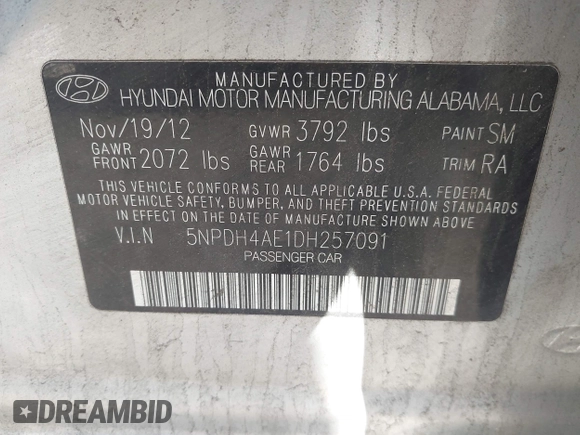 MANUFACTURED BY
HYUNDAI MOTOR MANUFACTURING ALABAMA, LLC
Nov/19/12 GVWR 3792 lbs PAINT SM
GAWR FRONT 2072 lbs GAWR REAR 1764 lbs TRIM RA
THIS VEHICLE CONFORMS TO ALL APPLICABLE U.S.A. FEDERAL
MOTOR VEHICLE SAFETY, BUMPER, AND THEFT PREVENTION STANDARDS
IN EFFECT ON THE DATE OF MANUFACTURE SHOWN ABOVE
V.I.N 5NPDH4AE1DH257091
PASSENGER CAR
DREAMBID